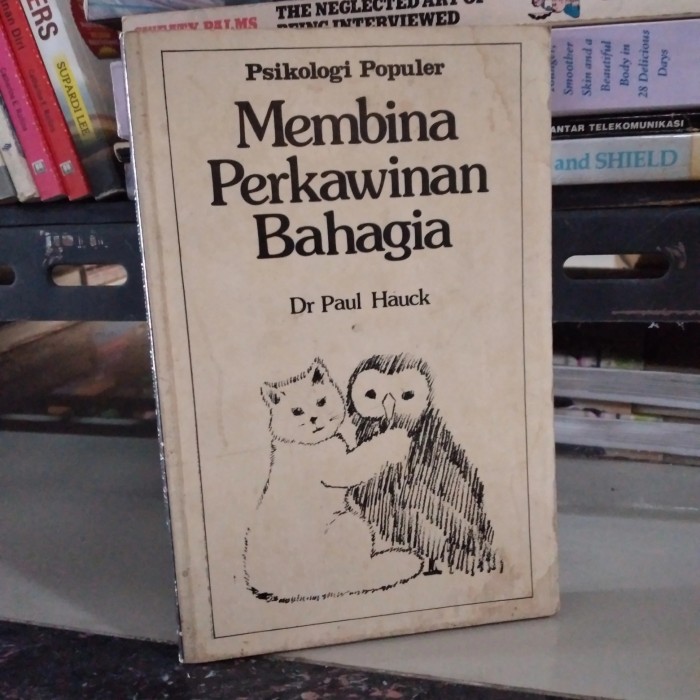 THE NEGLECTED ART OF
BEING INTERVIEWED
Psikologi Populer
Membina
Perkawinan
Bahagia
Dr Paul Hauck
ERS
SUPARDI LEE
Smoother
Skin and a
Beautiful
Body in
28 Delicious
Days
ANTAR TELEKOMUNIKASI
and SHIELD